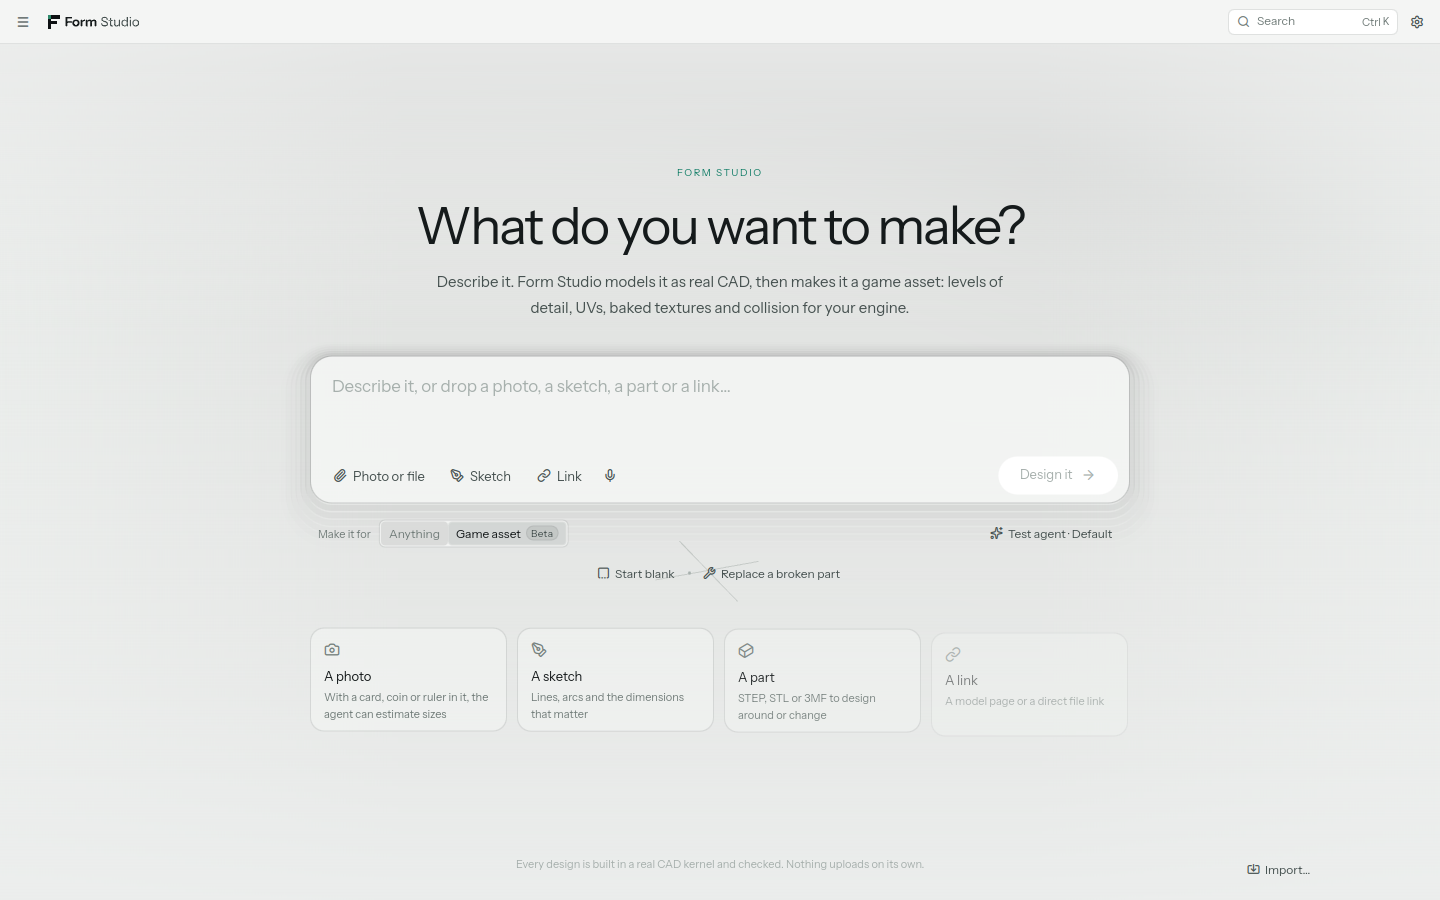 Form Studio
Search
Ctrl K
FORM STUDIO
What do you want to make?
Describe it. Form Studio models it as real CAD, then makes it a game asset: levels of
detail, UVs, baked textures and collision for your engine.
Describe it, or drop a photo, a sketch, a part or a link...
Photo or file
Sketch
Link
Design it
Make it for
Anything
Game asset
Beta
Test agent · Default
Start blank
Replace a broken part
A photo
With a card, coin or ruler in it, the
agent can estimate sizes
A sketch
Lines, arcs and the dimensions
that matter
A part
STEP, STL or 3MF to design
around or change
A link
A model page or a direct file link
Every design is built in a real CAD kernel and checked. Nothing uploads on its own.
Import...